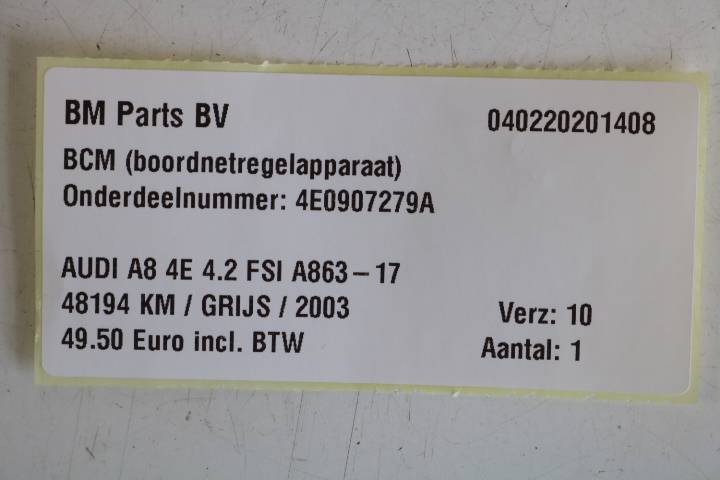 BM Parts BV 040220201408
BCM (boordnetregelapparaat)
Onderdeelnummer: 4E0907279A
AUDI A8 4E 4.2 FSI A863-17
48194 KM / GRIJS / 2003 Verz: 10
49.50 Euro incl. BTW Aantal: 1